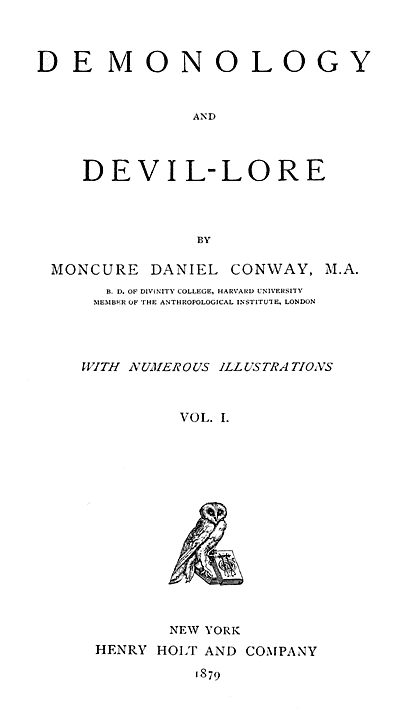 DEMONOLOGY
AND
DEVIL-LORE
BY
MONCURE DANIEL CONWAY, M.A.
B. D. OF DIVINITY COLLEGE, HARVARD UNIVERSITY
MEMBER OF THE ANTHROPOLOGICAL INSTITUTE, LONDON
WITH NUMEROUS ILLUSTRATIONS
VOL. I.
NEW YORK
HENRY HOLT AND COMPANY
1879